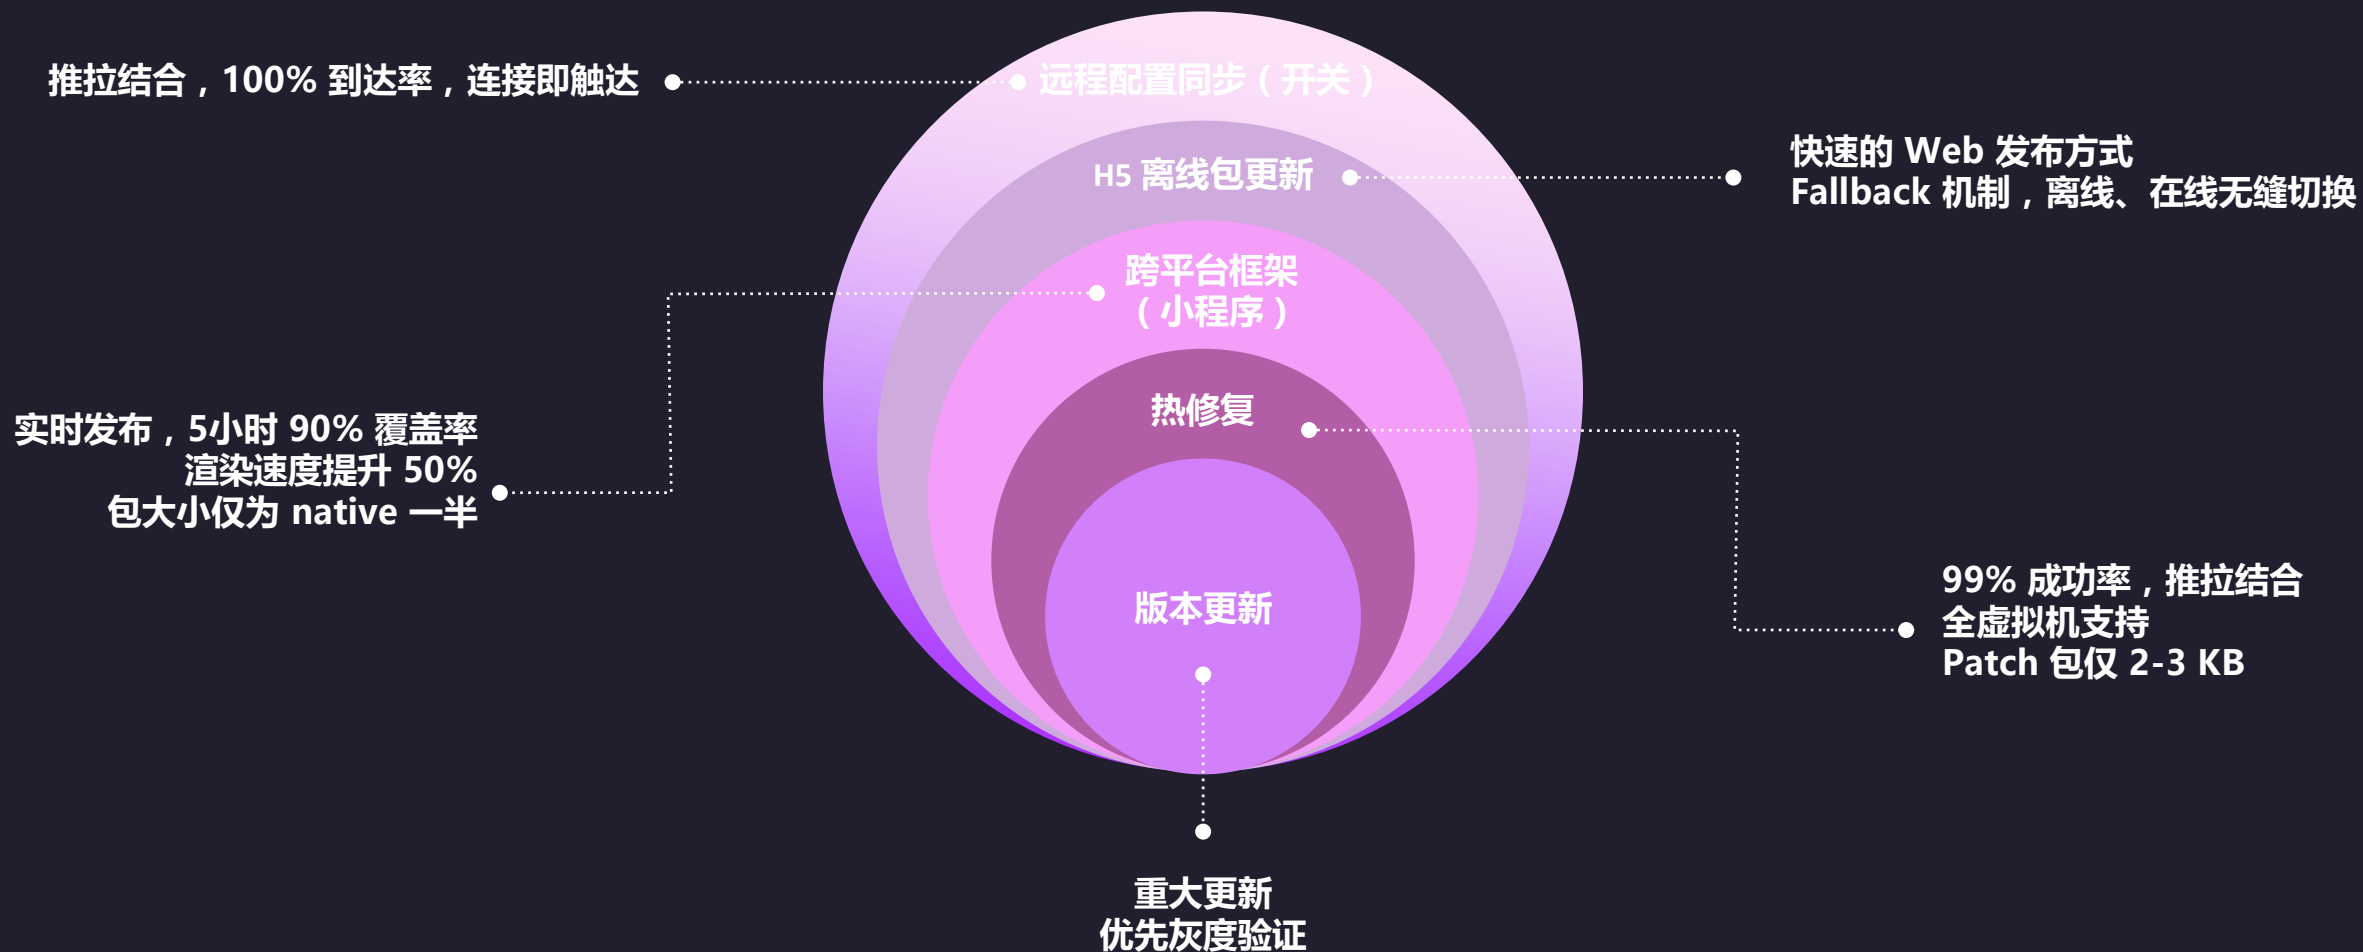 推拉结合，100% 到达率，连接即触达
远程配置同步（开关）
H5 离线包更新
快速的 Web 发布方式
Fallback 机制，离线、在线无缝切换
跨平台框架
（小程序）
实时发布，5小时 90% 覆盖率
渲染速度提升 50%
包大小仅为 native 一半
热修复
99% 成功率，推拉结合
全虚拟机支持
Patch 包仅 2-3 KB
版本更新
重大更新
优先灰度验证